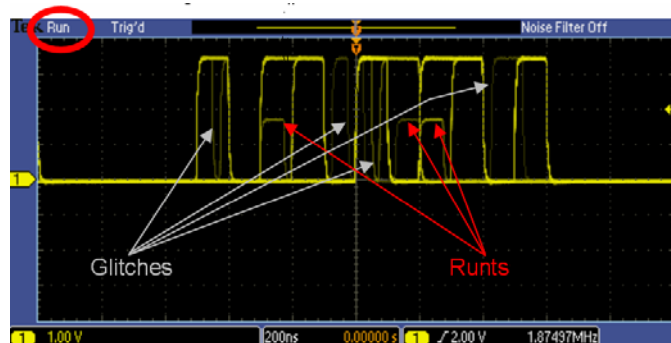 Tek Run Trig'd Noise Filter Off
1
Glitches Runts
1 1.00 V 200ns 0.00000 s 1 2.00 V 1.87497MHz